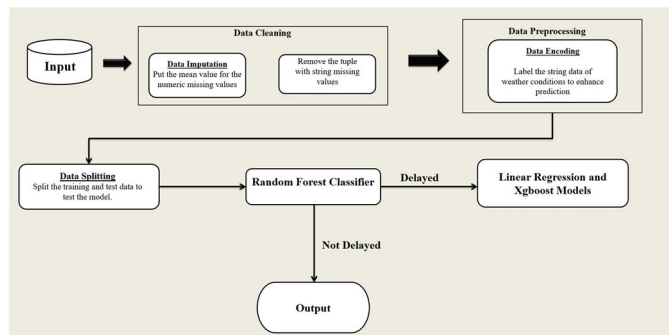 Data Cleaning
Input
Data Imputation
Put the mean value for the
numeric missing values
Remove the tuple
with string missing
values
Data Preprocessing
Data Encoding
Label the string data of
weather conditions to enhance
prediction
Data Splitting
Split the training and test data to
test the model.
Random Forest Classifier
Delayed
Linear Regression and
Xgboost Models
Not Delayed
Output